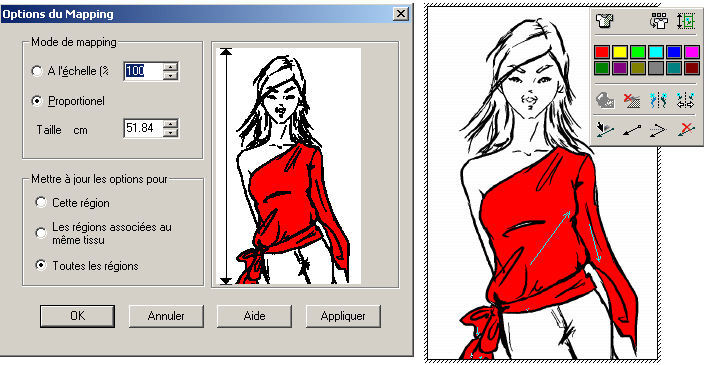 Options du Mapping
Mode de mapping
A l'échelle (%
100
Proportionel
Taille cm
51.84
Mettre à jour les options pour
Cette région
Les régions associées au
même tissu
Toutes les régions
OK
Annuler
Aide
Appliquer